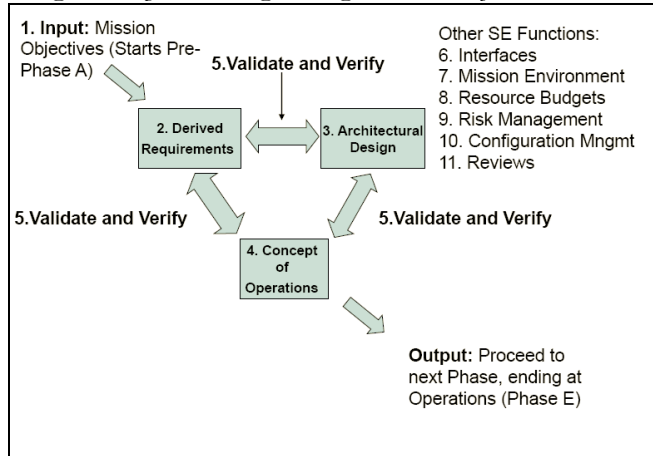 1. Input: Mission
Objectives (Starts Pre-
Phase A)
5.Validate and Verify
Other SE Functions:
6. Interfaces
7. Mission Environment
8. Resource Budgets
9. Risk Management
10. Configuration Mngmt
11. Reviews
2. Derived
Requirements
3. Architectural
Design
5.Validate and Verify
5.Validate and Verify
4. Concept
of
Operations
Output: Proceed to
next Phase, ending at
Operations (Phase E)